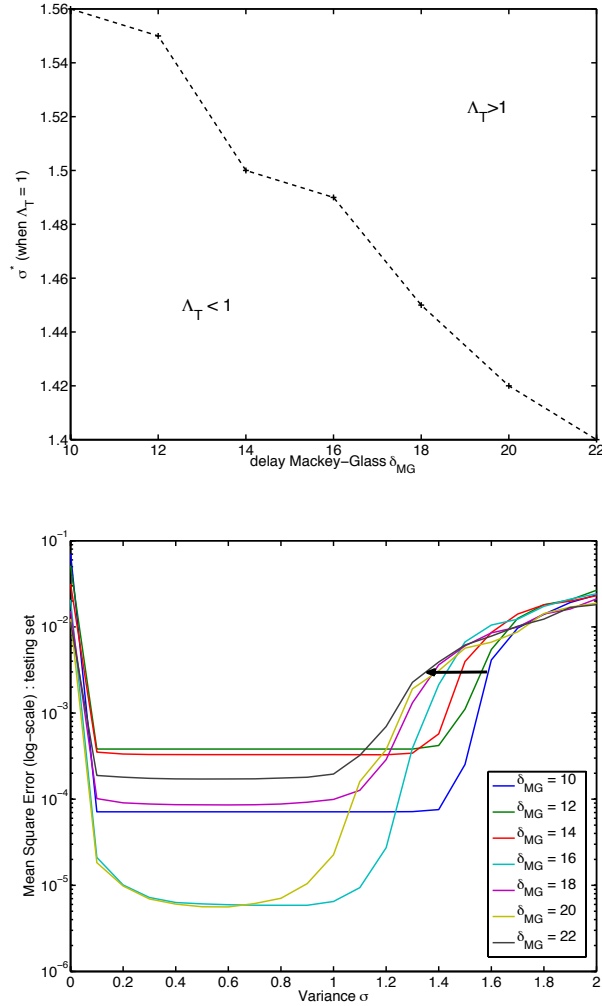 1.56
1.54
1.52
1.5
1.48
1.46
1.44
1.42
1.4
σ* (when Λ_T = 1)
Λ_T>1
Λ_T < 1
10 12 14 16 18 20 22
delay Mackey−Glass δ_MG
10^−1
10^−2
10^−3
10^−4
10^−5
10^−6
Mean Square Error (log−scale) : testing set
δ_MG = 10
δ_MG = 12
δ_MG = 14
δ_MG = 16
δ_MG = 18
δ_MG = 20
δ_MG = 22
0 0.2 0.4 0.6 0.8 1 1.2 1.4 1.6 1.8 2
Variance σ